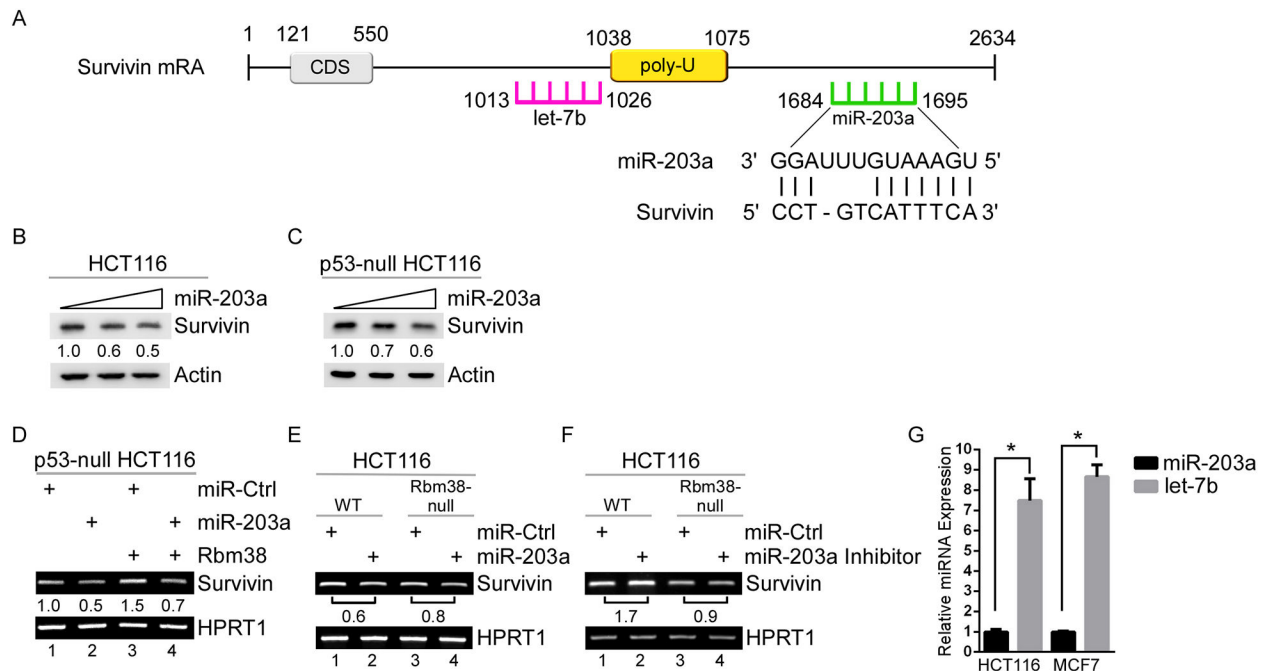 A
1 121 550 1038 1075 2634
Survivin mRA CDS poly-U
1013 1026 1684 1695
let-7b miR-203a
miR-203a 3' GGAUUUGUAAAGU 5'
Survivin 5' CCT - GTCATTTCA 3'
B
HCT116
miR-203a
Survivin
1.0 0.6 0.5
Actin
C
p53-null HCT116
miR-203a
Survivin
1.0 0.7 0.6
Actin
D
p53-null HCT116
+ + miR-Ctrl
+ + miR-203a
+ + Rbm38
Survivin
1.0 0.5 1.5 0.7
HPRT1
1 2 3 4
E
HCT116
WT Rbm38-
null
+ + miR-Ctrl
+ + miR-203a
Survivin
0.6 0.8
HPRT1
1 2 3 4
F
HCT116
WT Rbm38-
null
+ + miR-Ctrl
+ + miR-203a Inhibitor
Survivin
1.7 0.9
HPRT1
1 2 3 4
G
Relative miRNA Expression
10
9
8
7
6
5
4
3
2
1
0
* *
HCT116 MCF7
miR-203a
let-7b